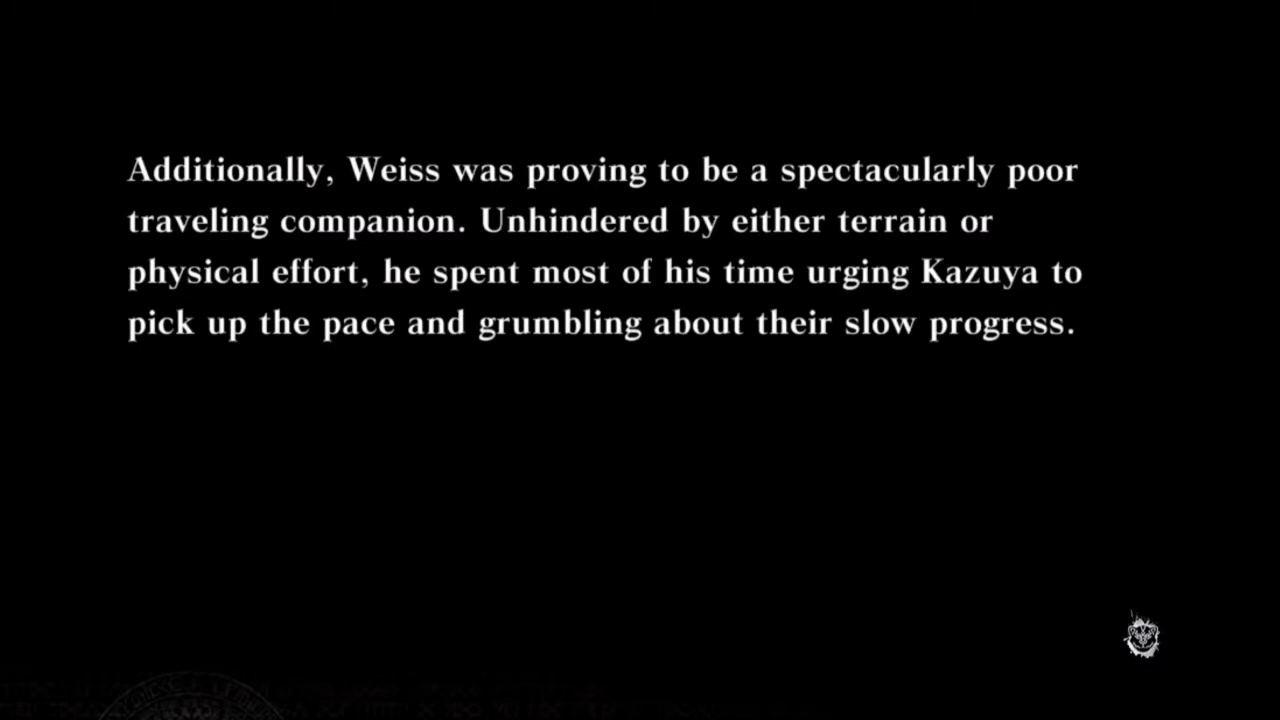 Additionally, Weiss was proving to be a spectacularly poor
traveling companion. Unhindered by either terrain or
physical effort, he spent most of his time urging Kazuya to
pick up the pace and grumbling about their slow progress.